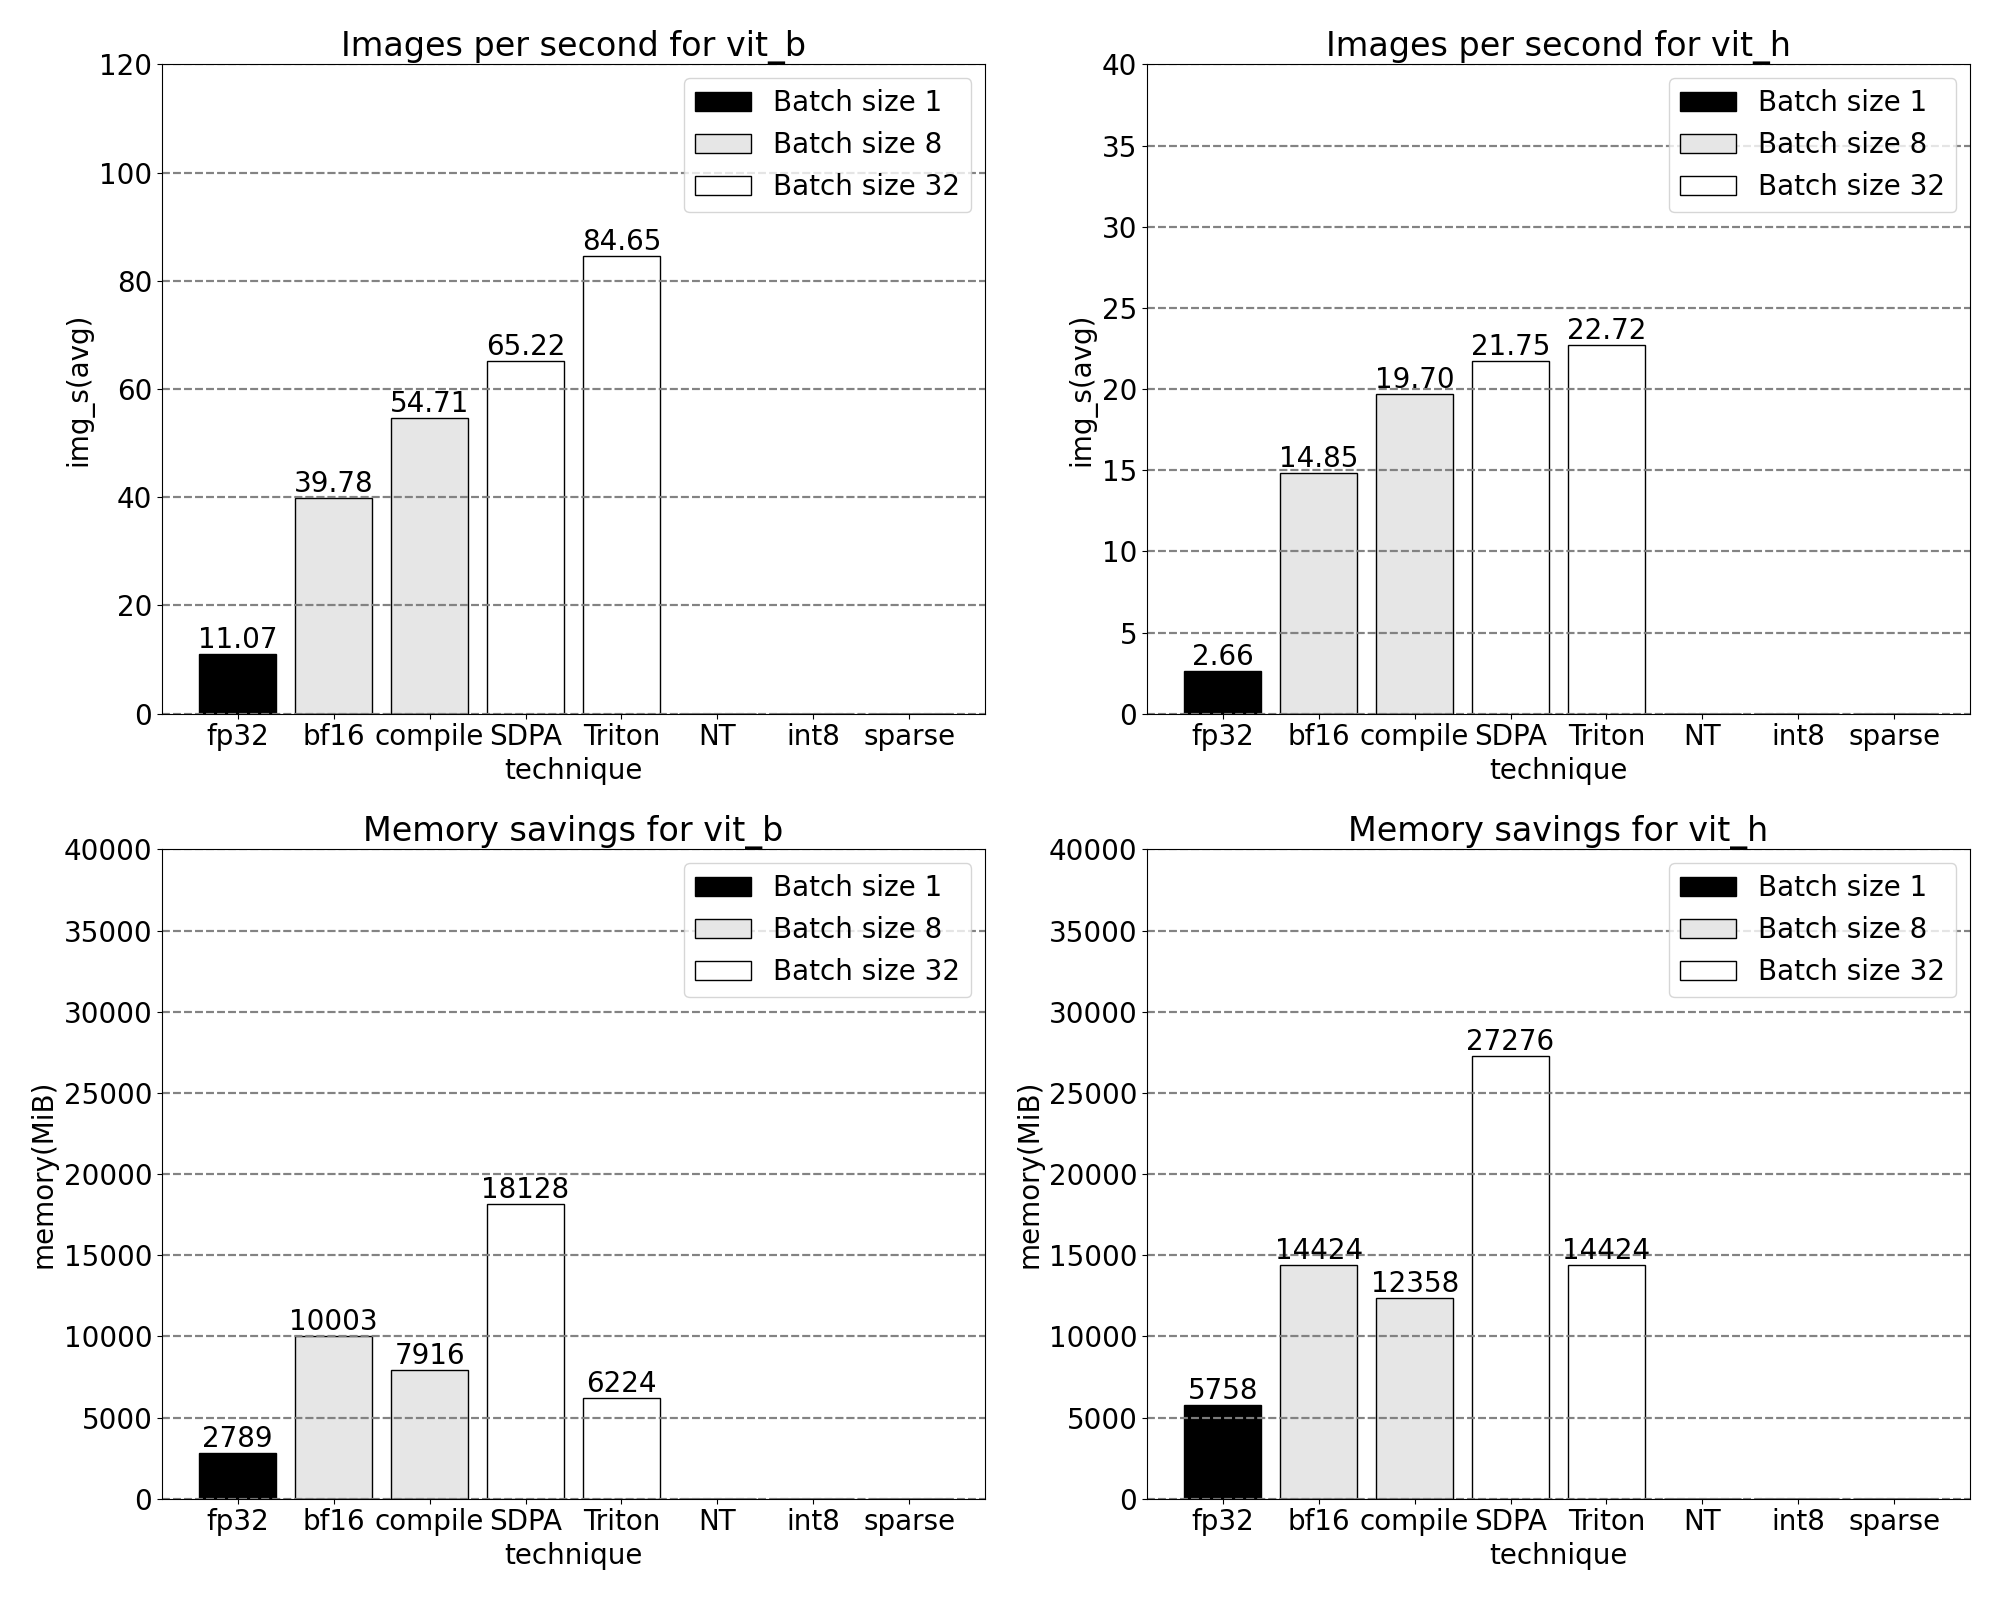 Images per second for vit_b
120
100
80
60
40
20
0
img_s(avg)
Batch size 1
Batch size 8
Batch size 32
11.07
39.78
54.71
65.22
84.65
fp32 bf16 compile SDPA Triton NT int8 sparse
technique
Images per second for vit_h
40
35
30
25
20
15
10
5
0
img_s(avg)
Batch size 1
Batch size 8
Batch size 32
2.66
14.85
19.70
21.75
22.72
fp32 bf16 compile SDPA Triton NT int8 sparse
technique
Memory savings for vit_b
40000
35000
30000
25000
20000
15000
10000
5000
0
memory(MiB)
Batch size 1
Batch size 8
Batch size 32
2789
10003
7916
18128
6224
fp32 bf16 compile SDPA Triton NT int8 sparse
technique
Memory savings for vit_h
40000
35000
30000
25000
20000
15000
10000
5000
0
memory(MiB)
Batch size 1
Batch size 8
Batch size 32
5758
14424
12358
27276
14424
fp32 bf16 compile SDPA Triton NT int8 sparse
technique